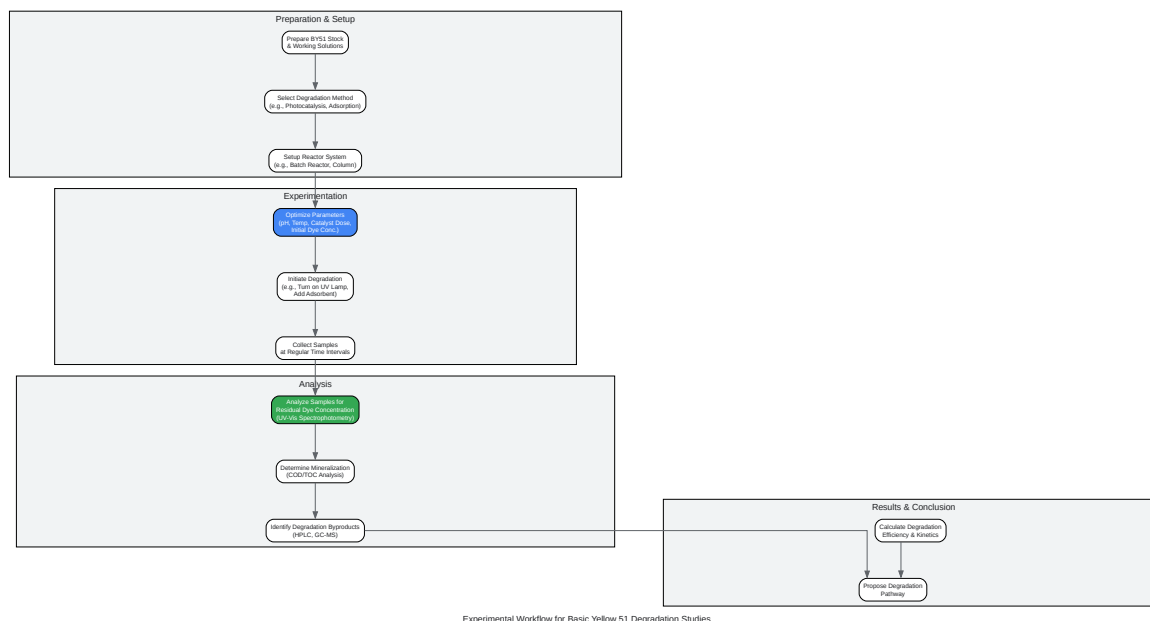 Preparation & Setup
Prepare BY51 Stock
& Working Solutions
Select Degradation Method
(e.g., Photocatalysis, Adsorption)
Setup Reactor System
(e.g., Batch Reactor, Column)
Experimentation
Optimize Parameters
(pH, Temp, Catalyst Dose,
Initial Dye Conc.)
Initiate Degradation
(e.g., Turn on UV Lamp,
Add Adsorbent)
Collect Samples
at Regular Time Intervals
Analysis
Analyze Samples for
Residual Dye Concentration
(UV-Vis Spectrophotometry)
Determine Mineralization
(COD/TOC Analysis)
Identify Degradation Byproducts
(HPLC, GC-MS)
Results & Conclusion
Calculate Degradation
Efficiency & Kinetics
Propose Degradation
Pathway
Experimental Workflow for Basic Yellow 51 Degradation Studies